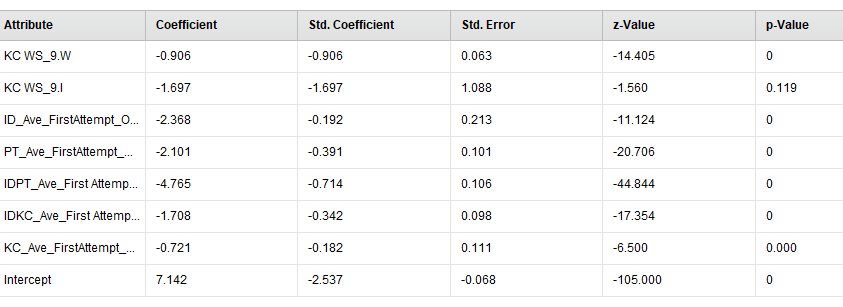 Attribute Coefficient Std. Coefficient Std. Error z-Value p-Value
KC WS_9.W -0.906 -0.906 0.063 -14.405 0
KC WS_9.I -1.697 -1.697 1.088 -1.560 0.119
ID_Ave_FirstAttempt_O... -2.368 -0.192 0.213 -11.124 0
PT_Ave_FirstAttempt_... -2.101 -0.391 0.101 -20.706 0
IDPT_Ave_First Attemp... -4.765 -0.714 0.106 -44.844 0
IDKC_Ave_First Attemp... -1.708 -0.342 0.098 -17.354 0
KC_Ave_FirstAttempt_... -0.721 -0.182 0.111 -6.500 0.000
Intercept 7.142 -2.537 -0.068 -105.000 0